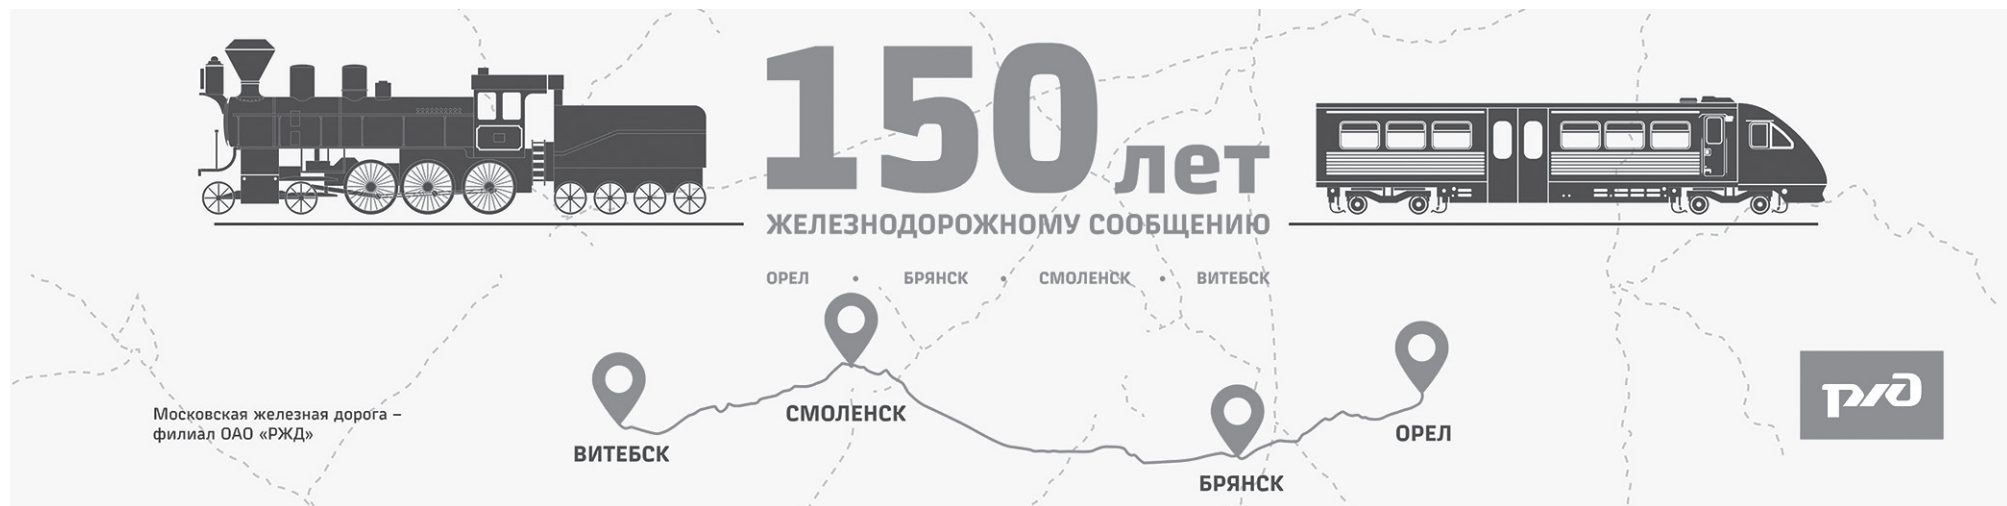 150 лет
ЖЕЛЕЗНОДОРОЖНОМУ СООБЩЕНИЮ
ОРЕЛ • БРЯНСК • СМОЛЕНСК • ВИТЕБСК
ВИТЕБСК
СМОЛЕНСК
БРЯНСК
ОРЕЛ
Московская железная дорога –
филиал ОАО «РЖД»
РЖД